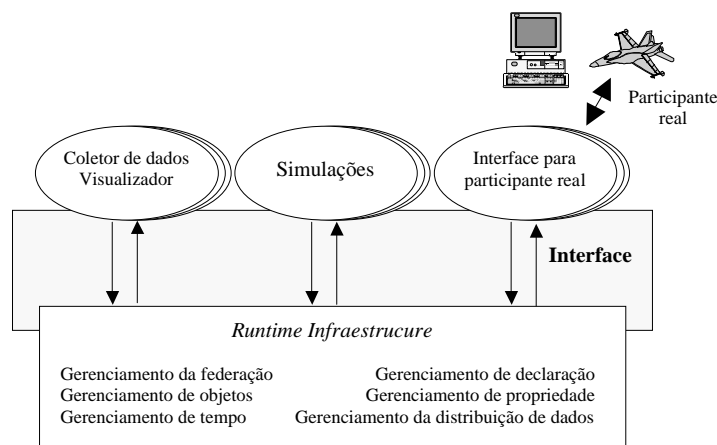 Participante
real
Coletor de dados
Visualizador
Simulações
Interface para
participante real
Interface
Runtime Infraestrucure
Gerenciamento da federação
Gerenciamento de declaração
Gerenciamento de objetos
Gerenciamento de propriedade
Gerenciamento de tempo
Gerenciamento da distribuição de dados